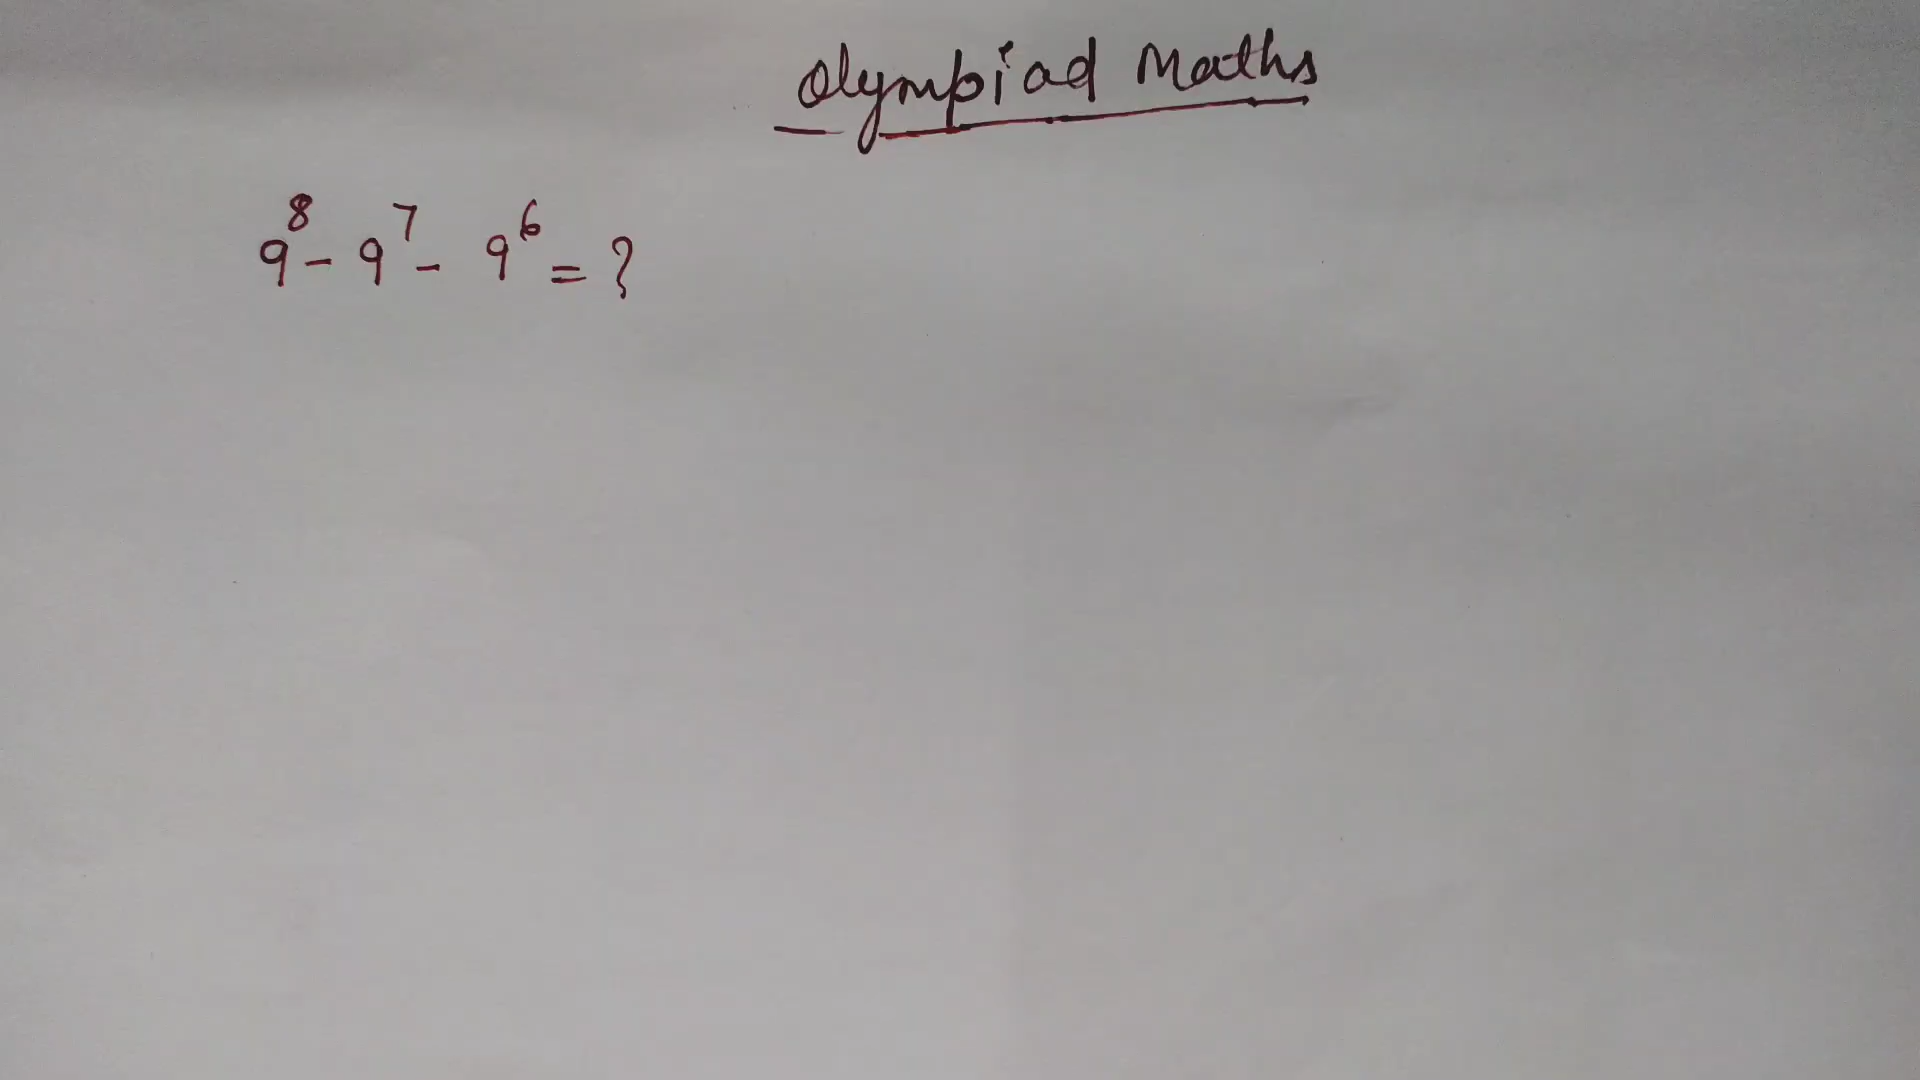 Olympiad Maths
9⁸ - 9⁷ - 9⁶ = ?